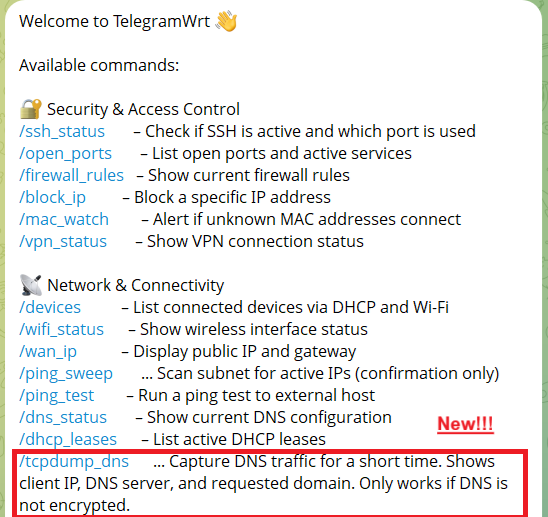 Welcome to TelegramWrt 👋
Available commands:
🔐 Security & Access Control
/ssh_status – Check if SSH is active and which port is used
/open_ports – List open ports and active services
/firewall_rules – Show current firewall rules
/block_ip – Block a specific IP address
/mac_watch – Alert if unknown MAC addresses connect
/vpn_status – Show VPN connection status
📡 Network & Connectivity
/devices – List connected devices via DHCP and Wi-Fi
/wifi_status – Show wireless interface status
/wan_ip – Display public IP and gateway
/ping_sweep ... Scan subnet for active IPs (confirmation only)
/ping_test – Run a ping test to external host
/dns_status – Show current DNS configuration
New!!!
/dhcp_leases – List active DHCP leases
/tcpdump_dns ... Capture DNS traffic for a short time. Shows
client IP, DNS server, and requested domain. Only works if DNS is
not encrypted.